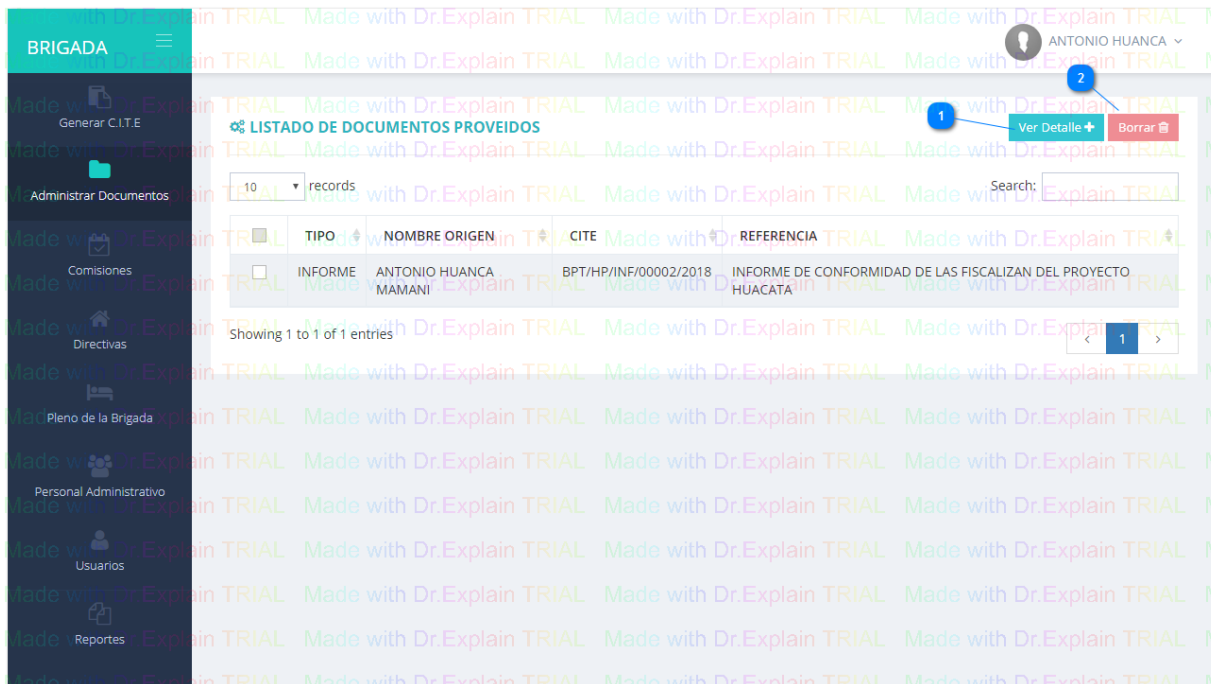 BRIGADA
ANTONIO HUANCA
2
Generar C.I.T.E
Administrar Documentos
Comisiones
Directivas
Pleno de la Brigada
Personal Administrativo
Usuarios
Reportes
LISTADO DE DOCUMENTOS PROVEIDOS
1
Ver Detalle
Borrar
10 records
Search:
TIPO NOMBRE ORIGEN CITE REFERENCIA
INFORME ANTONIO HUANCA BPT/HP/INF/00002/2018 INFORME DE CONFORMIDAD DE LAS FISCALIZAN DEL PROYECTO
MAMANI HUACATA
Showing 1 to 1 of 1 entries
< 1 >
Made with Dr.Explain TRIAL